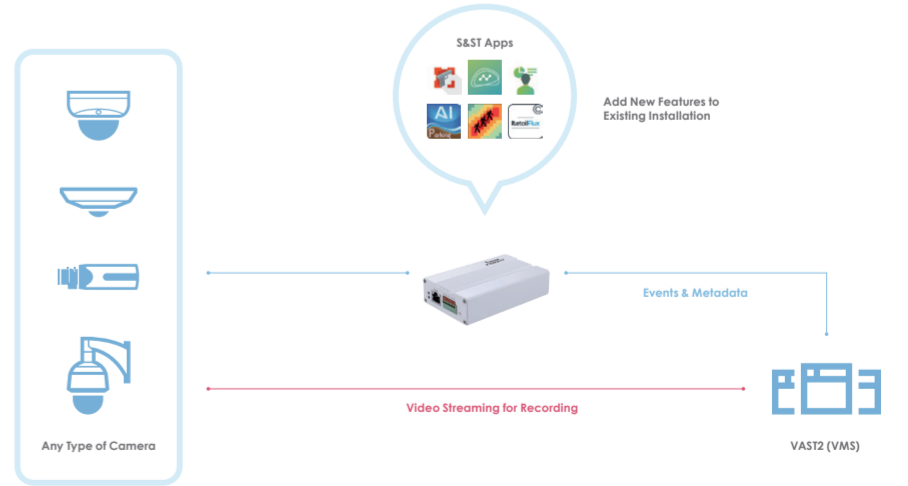 S&ST Apps
AI
Parking
RetailPlus
Add New Features to
Existing Installation
Events & Metadata
Video Streaming for Recording
Any Type of Camera
VAST2 (VMS)